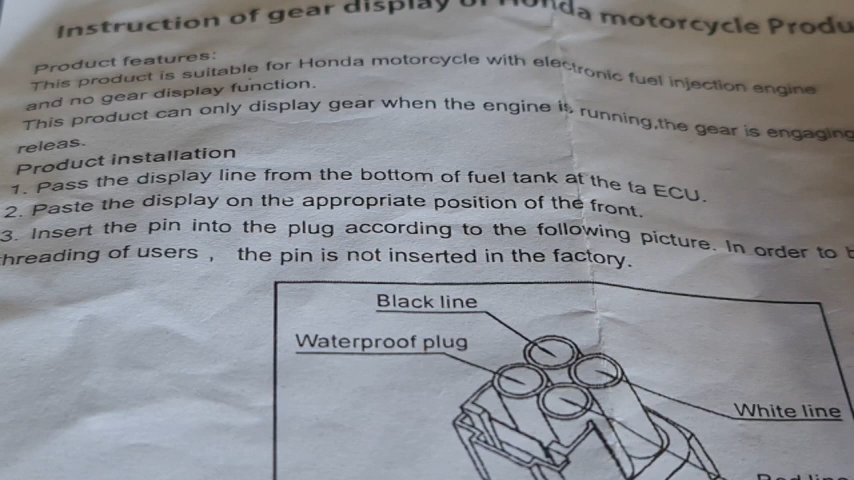 Instruction of gear display of Honda motorcycle Produ
Product features:
This product is suitable for Honda motorcycle with electronic fuel injection engine
and no gear display function.
This product can only display gear when the engine is running,the gear is engaging
releas.
Product installation
1. Pass the display line from the bottom of fuel tank at the ta ECU.
2. Paste the display on the appropriate position of the front.
3. Insert the pin into the plug according to the following picture. In order to b
hreading of users , the pin is not inserted in the factory.
Black line
Waterproof plug
White line
Red line